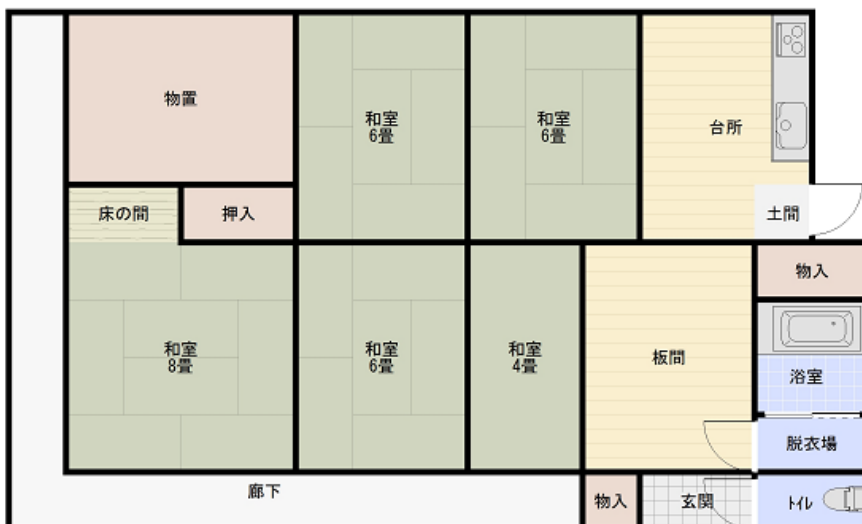 物置
和室
6畳
和室
6畳
台所
床の間
押入
土間
物入
和室
8畳
和室
6畳
和室
4畳
板間
浴室
脱衣場
廊下
物入
玄関
トイレ